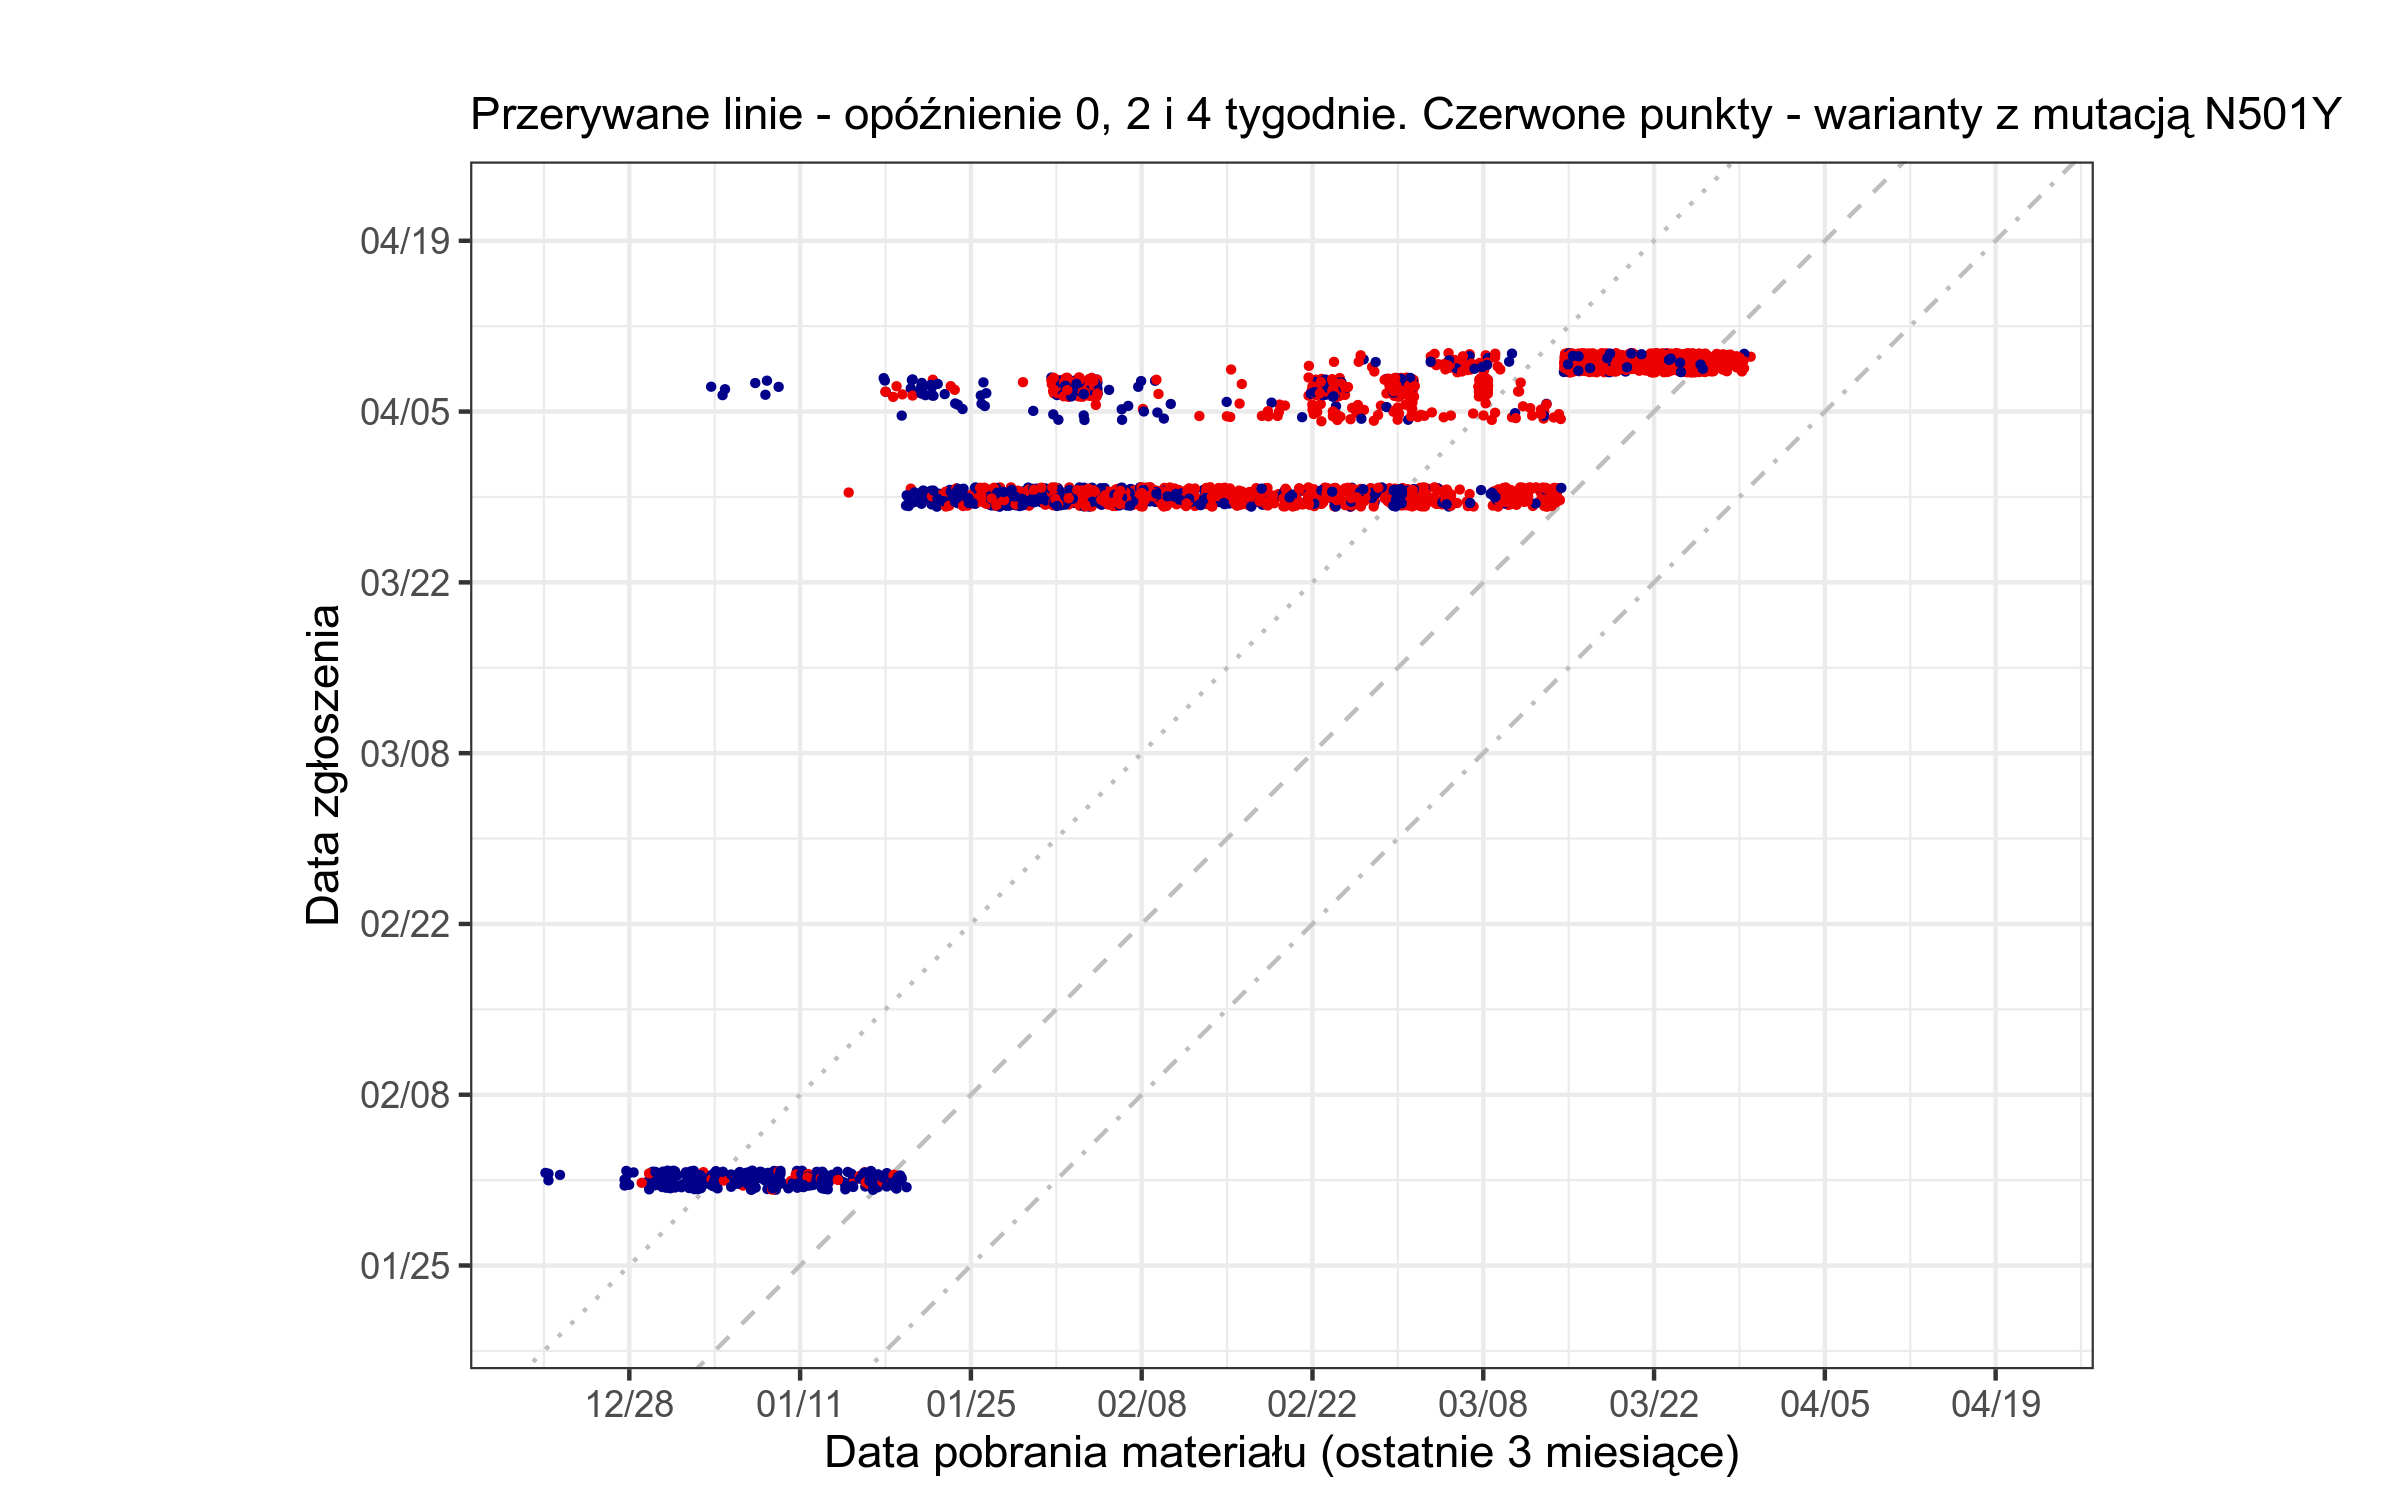 Przerywane linie - opóźnienie 0, 2 i 4 tygodnie. Czerwone punkty - warianty z mutacją N501Y
04/19
04/05
03/22
03/08
02/22
02/08
01/25
Data zgłoszenia
12/28 01/11 01/25 02/08 02/22 03/08 03/22 04/05 04/19
Data pobrania materiału (ostatnie 3 miesiące)